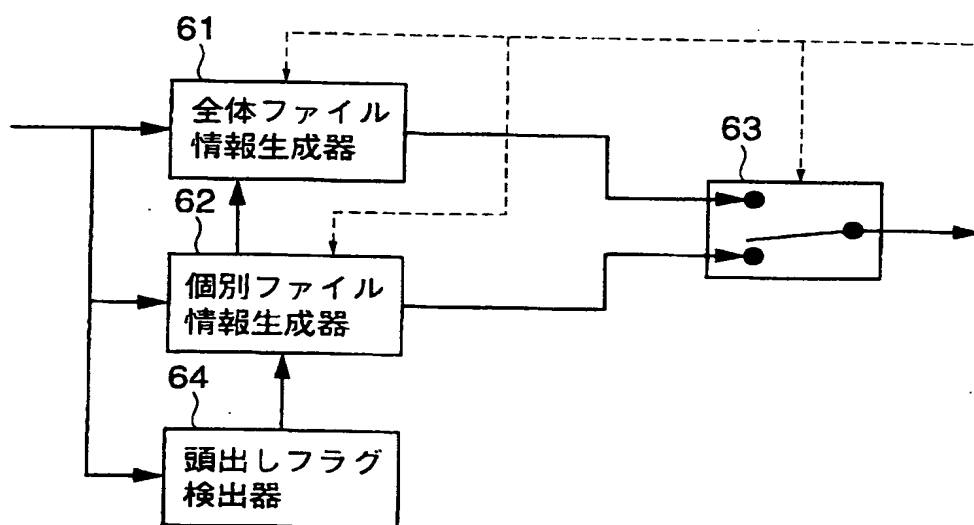 61
全体ファイル
情報生成器
63
62
個別ファイル
情報生成器
64
頭出しフラグ
検出器